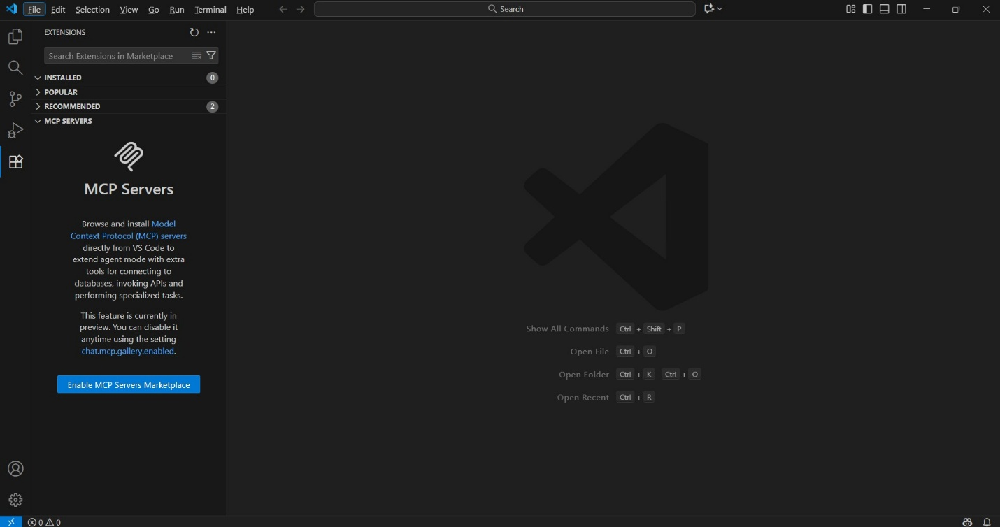 File Edit Selection View Go Run Terminal Help Search
EXTENSIONS
Search Extensions in Marketplace
INSTALLED 0
POPULAR
RECOMMENDED 2
MCP SERVERS
MCP Servers
Browse and install Model
Context Protocol (MCP) servers
directly from VS Code to
extend agent mode with extra
tools for connecting to
databases, invoking APIs and
performing specialized tasks.
This feature is currently in
preview. You can disable it
anytime using the setting
chat.mcp.gallery.enabled.
Enable MCP Servers Marketplace
Show All Commands Ctrl + Shift + P
Open File Ctrl + O
Open Folder Ctrl + K Ctrl + O
Open Recent Ctrl + R
0 0